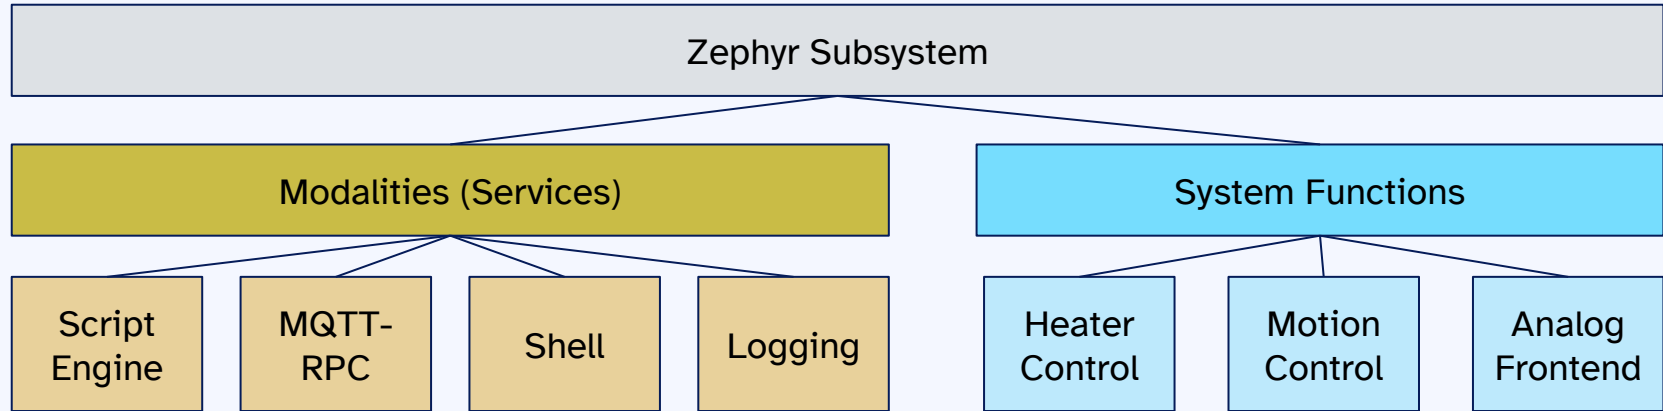 Zephyr Subsystem
Modalities (Services)
System Functions
Script
Engine
MQTT-
RPC
Shell
Logging
Heater
Control
Motion
Control
Analog
Frontend